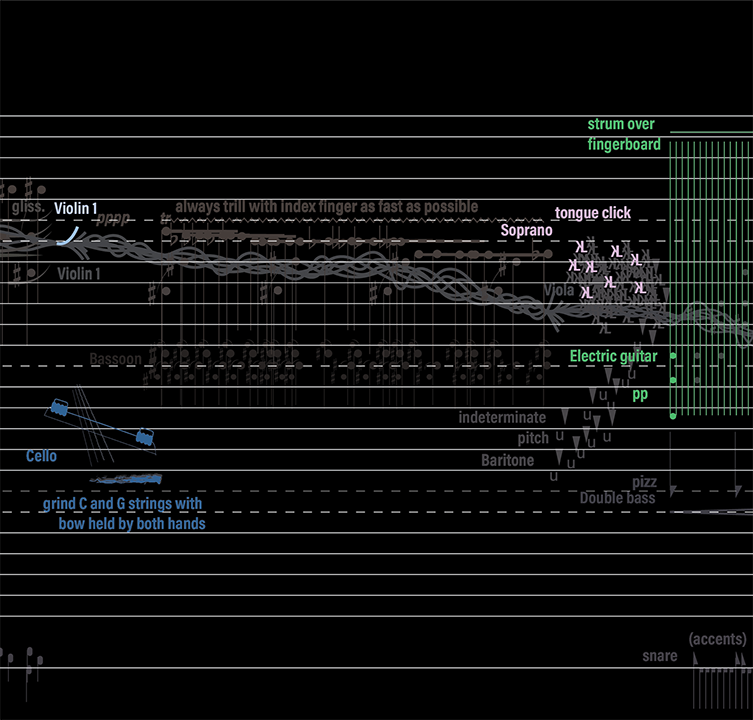 strum over
fingerboard
gliss.
Violin 1
pppp
tr
always trill with index finger as fast as possible
tongue click
Soprano
Violin 1
Viola
Bassoon
Electric guitar
pp
indeterminate
pitch
Baritone
u
u
u
u
u
u
u
u
Cello
grind C and G strings with
bow held by both hands
pizz
Double bass
(accents)
snare